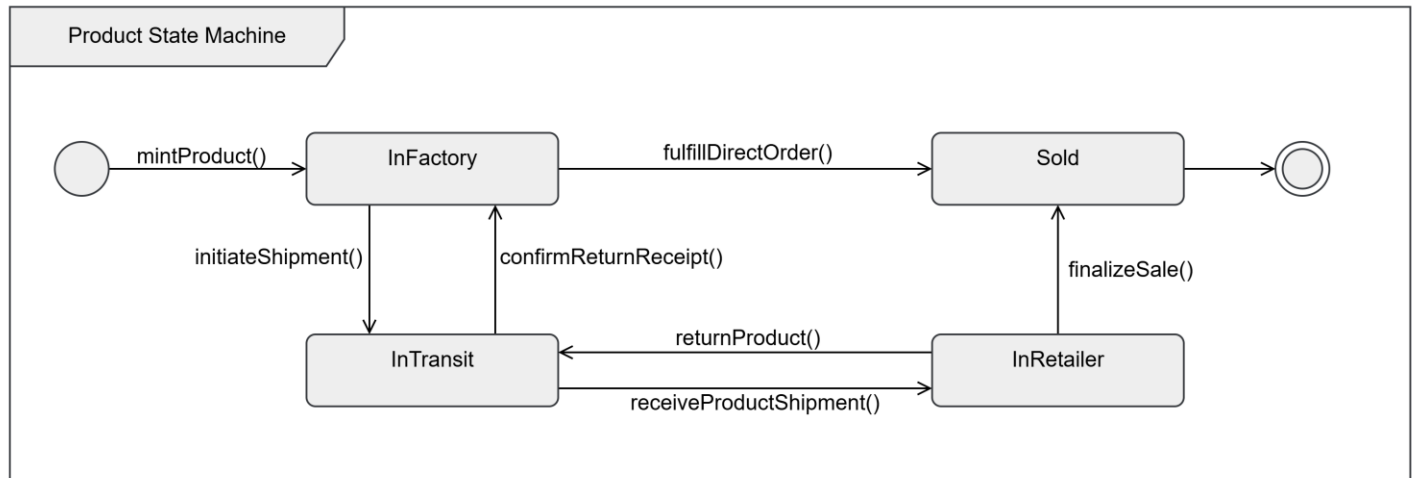 Product State Machine
mintProduct()
InFactory
fulfillDirectOrder()
Sold
initiateShipment()
confirmReturnReceipt()
finalizeSale()
InTransit
returnProduct()
receiveProductShipment()
InRetailer